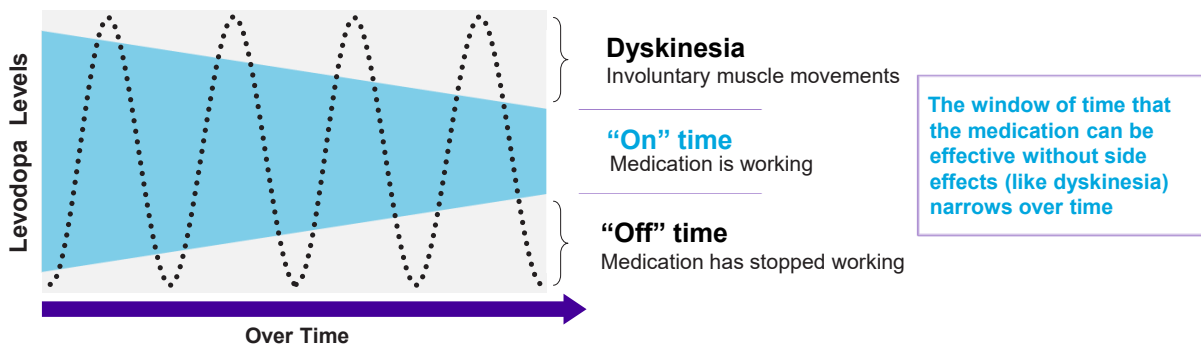 Levodopa Levels
Dyskinesia
Involuntary muscle movements
“On” time
Medication is working
“Off” time
Medication has stopped working
Over Time
The window of time that
the medication can be
effective without side
effects (like dyskinesia)
narrows over time